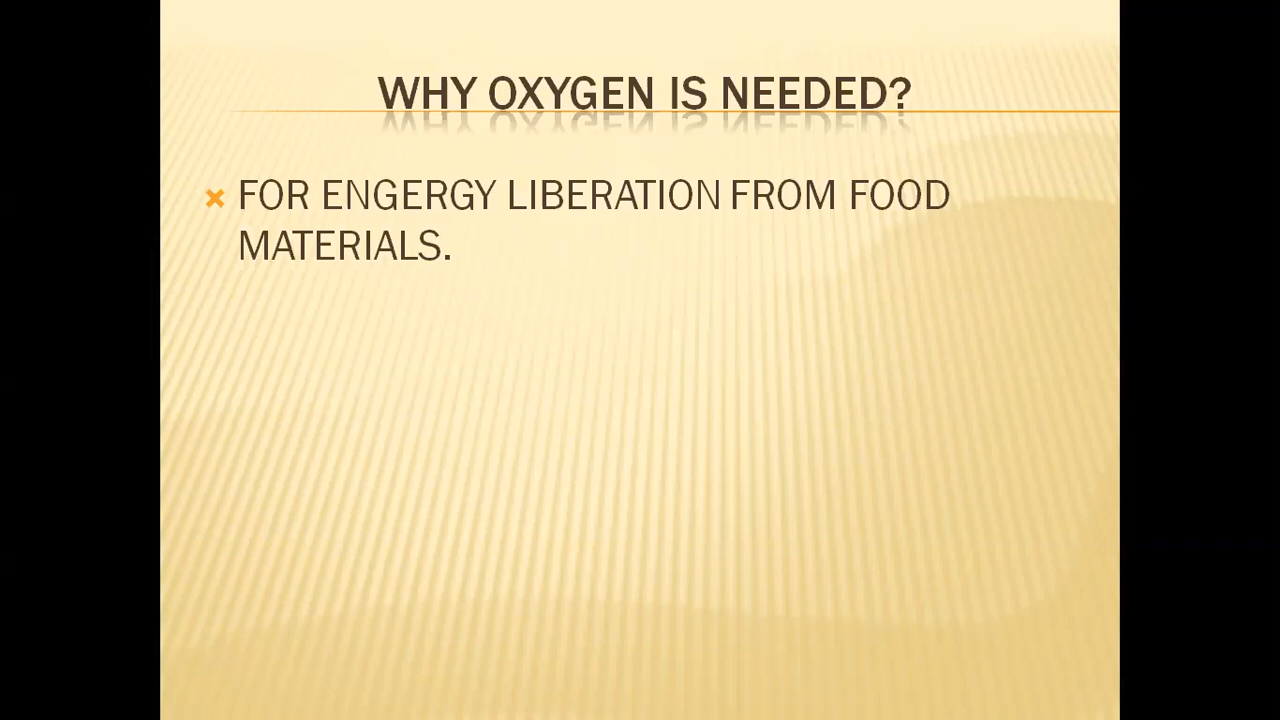 WHY OXYGEN IS NEEDED?
FOR ENGERGY LIBERATION FROM FOOD
MATERIALS.